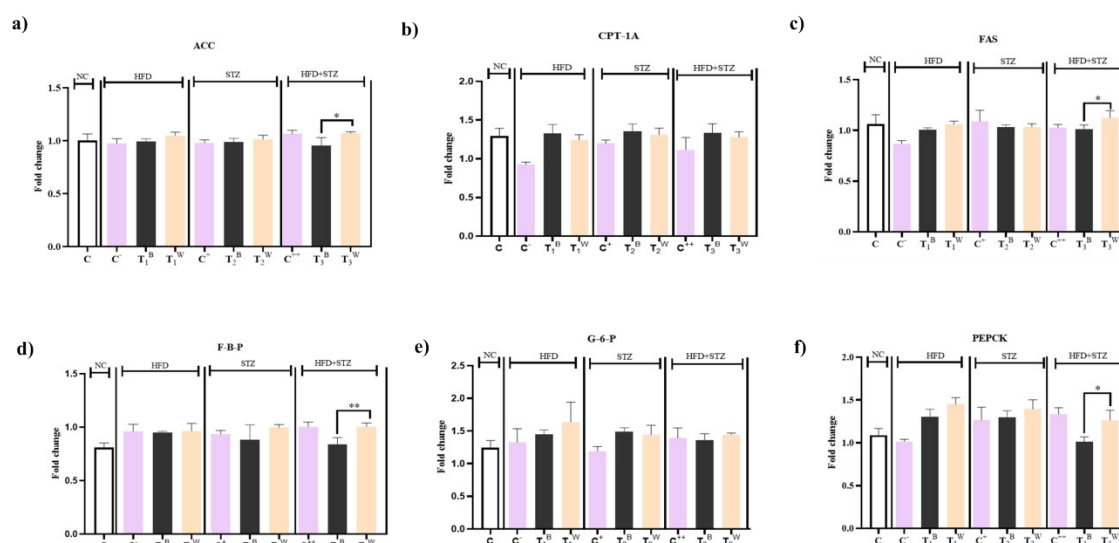 a)
ACC
NC HFD STZ HFD+STZ
Fold change
1.5
1.0
0.5
0.0
*
C C⁻ T₁ᴮ T₁ᵂ C⁺ T₂ᴮ T₂ᵂ C⁺⁺ T₃ᴮ T₃ᵂ
b)
CPT-1A
NC HFD STZ HFD+STZ
Fold change
2.0
1.5
1.0
0.5
0.0
C C⁻ T₁ᴮ T₁ᵂ C⁺ T₂ᴮ T₂ᵂ C⁺⁺ T₃ᴮ T₃ᵂ
c)
FAS
NC HFD STZ HFD+STZ
Fold change
1.5
1.0
0.5
0.0
*
C C⁻ T₁ᴮ T₁ᵂ C⁺ T₂ᴮ T₂ᵂ C⁺⁺ T₃ᴮ T₃ᵂ
d)
F-B-P
NC HFD STZ HFD+STZ
Fold change
1.5
1.0
0.5
0.0
**
e)
G-6-P
NC HFD STZ HFD+STZ
Fold change
2.5
2.0
1.5
1.0
0.5
0.0
f)
PEPCK
NC HFD STZ HFD+STZ
Fold change
2.0
1.5
1.0
0.5
0.0
*